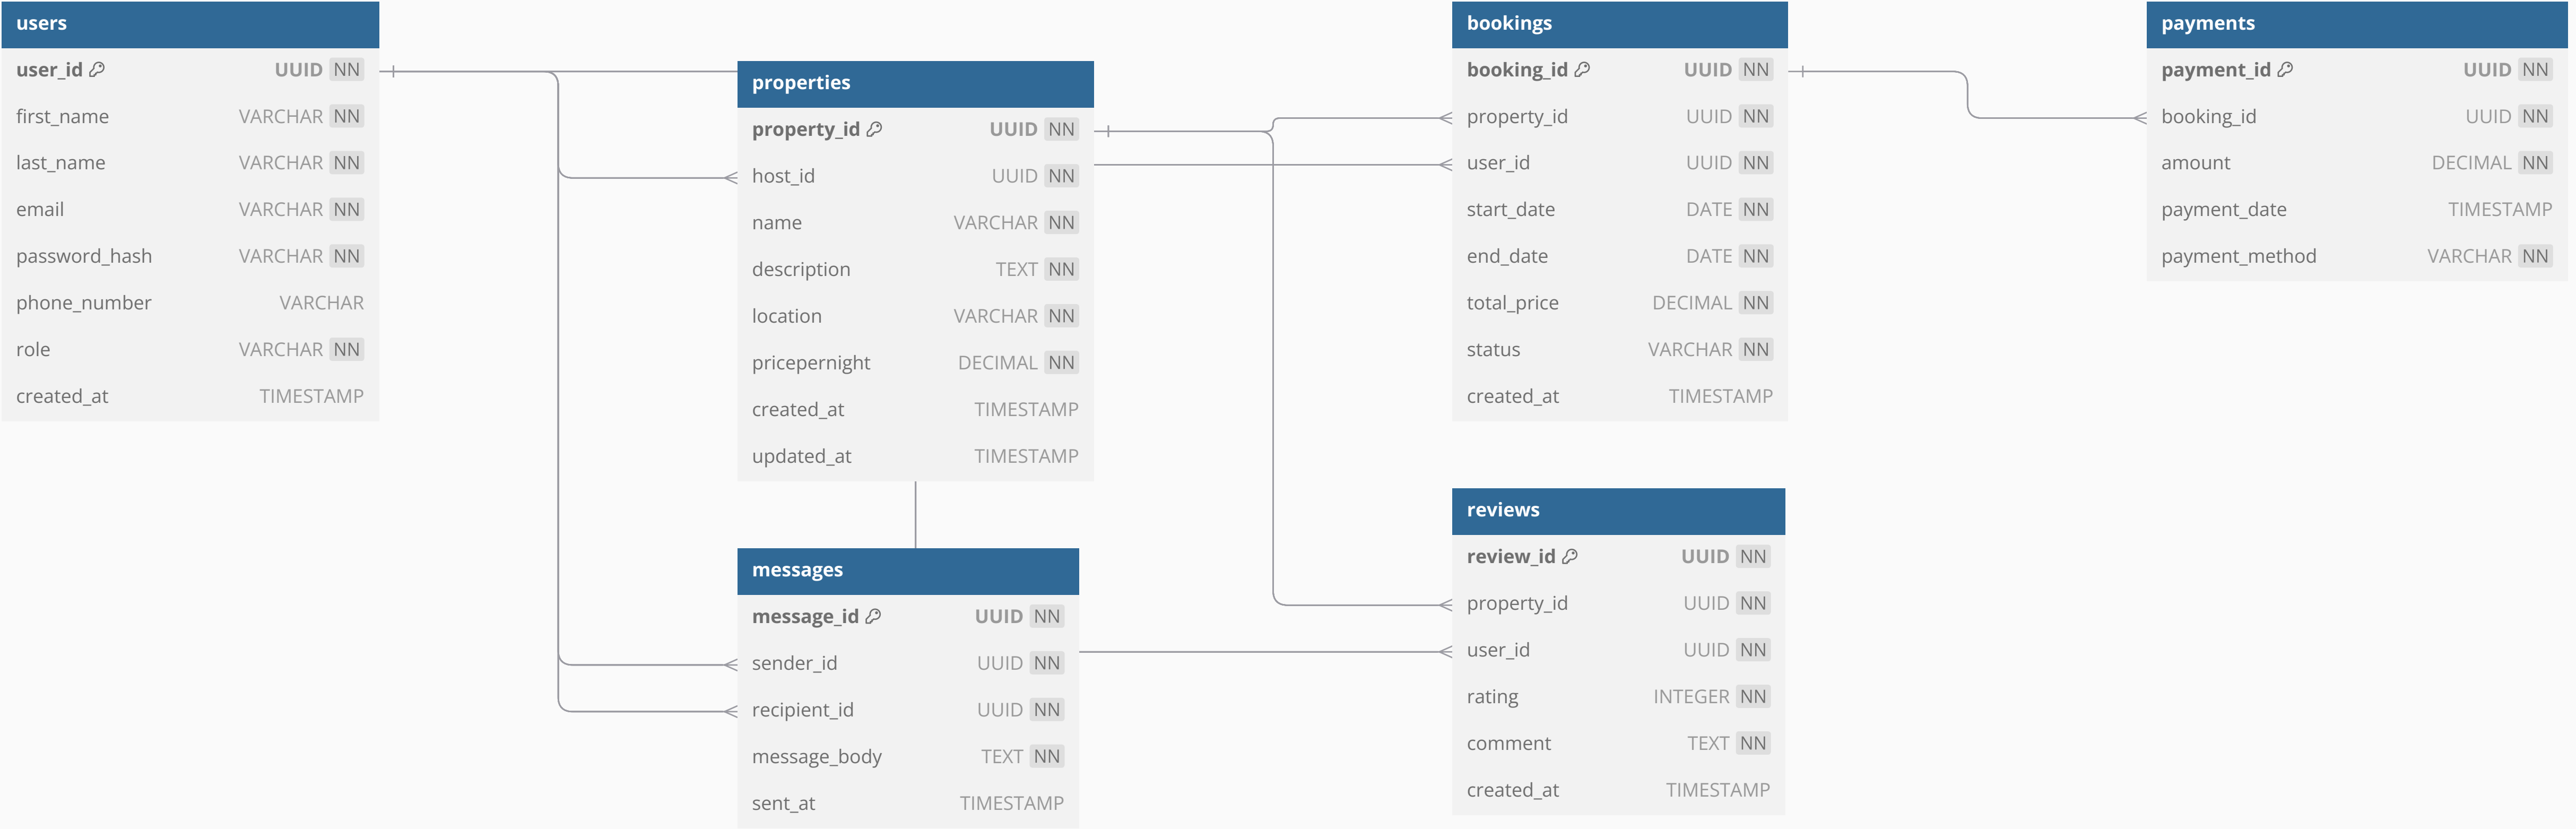 users
user_id UUID NN
first_name VARCHAR NN
last_name VARCHAR NN
email VARCHAR NN
password_hash VARCHAR NN
phone_number VARCHAR
role VARCHAR NN
created_at TIMESTAMP
properties
property_id UUID NN
host_id UUID NN
name VARCHAR NN
description TEXT NN
location VARCHAR NN
pricepernight DECIMAL NN
created_at TIMESTAMP
updated_at TIMESTAMP
messages
message_id UUID NN
sender_id UUID NN
recipient_id UUID NN
message_body TEXT NN
sent_at TIMESTAMP
bookings
booking_id UUID NN
property_id UUID NN
user_id UUID NN
start_date DATE NN
end_date DATE NN
total_price DECIMAL NN
status VARCHAR NN
created_at TIMESTAMP
reviews
review_id UUID NN
property_id UUID NN
user_id UUID NN
rating INTEGER NN
comment TEXT NN
created_at TIMESTAMP
payments
payment_id UUID NN
booking_id UUID NN
amount DECIMAL NN
payment_date TIMESTAMP
payment_method VARCHAR NN